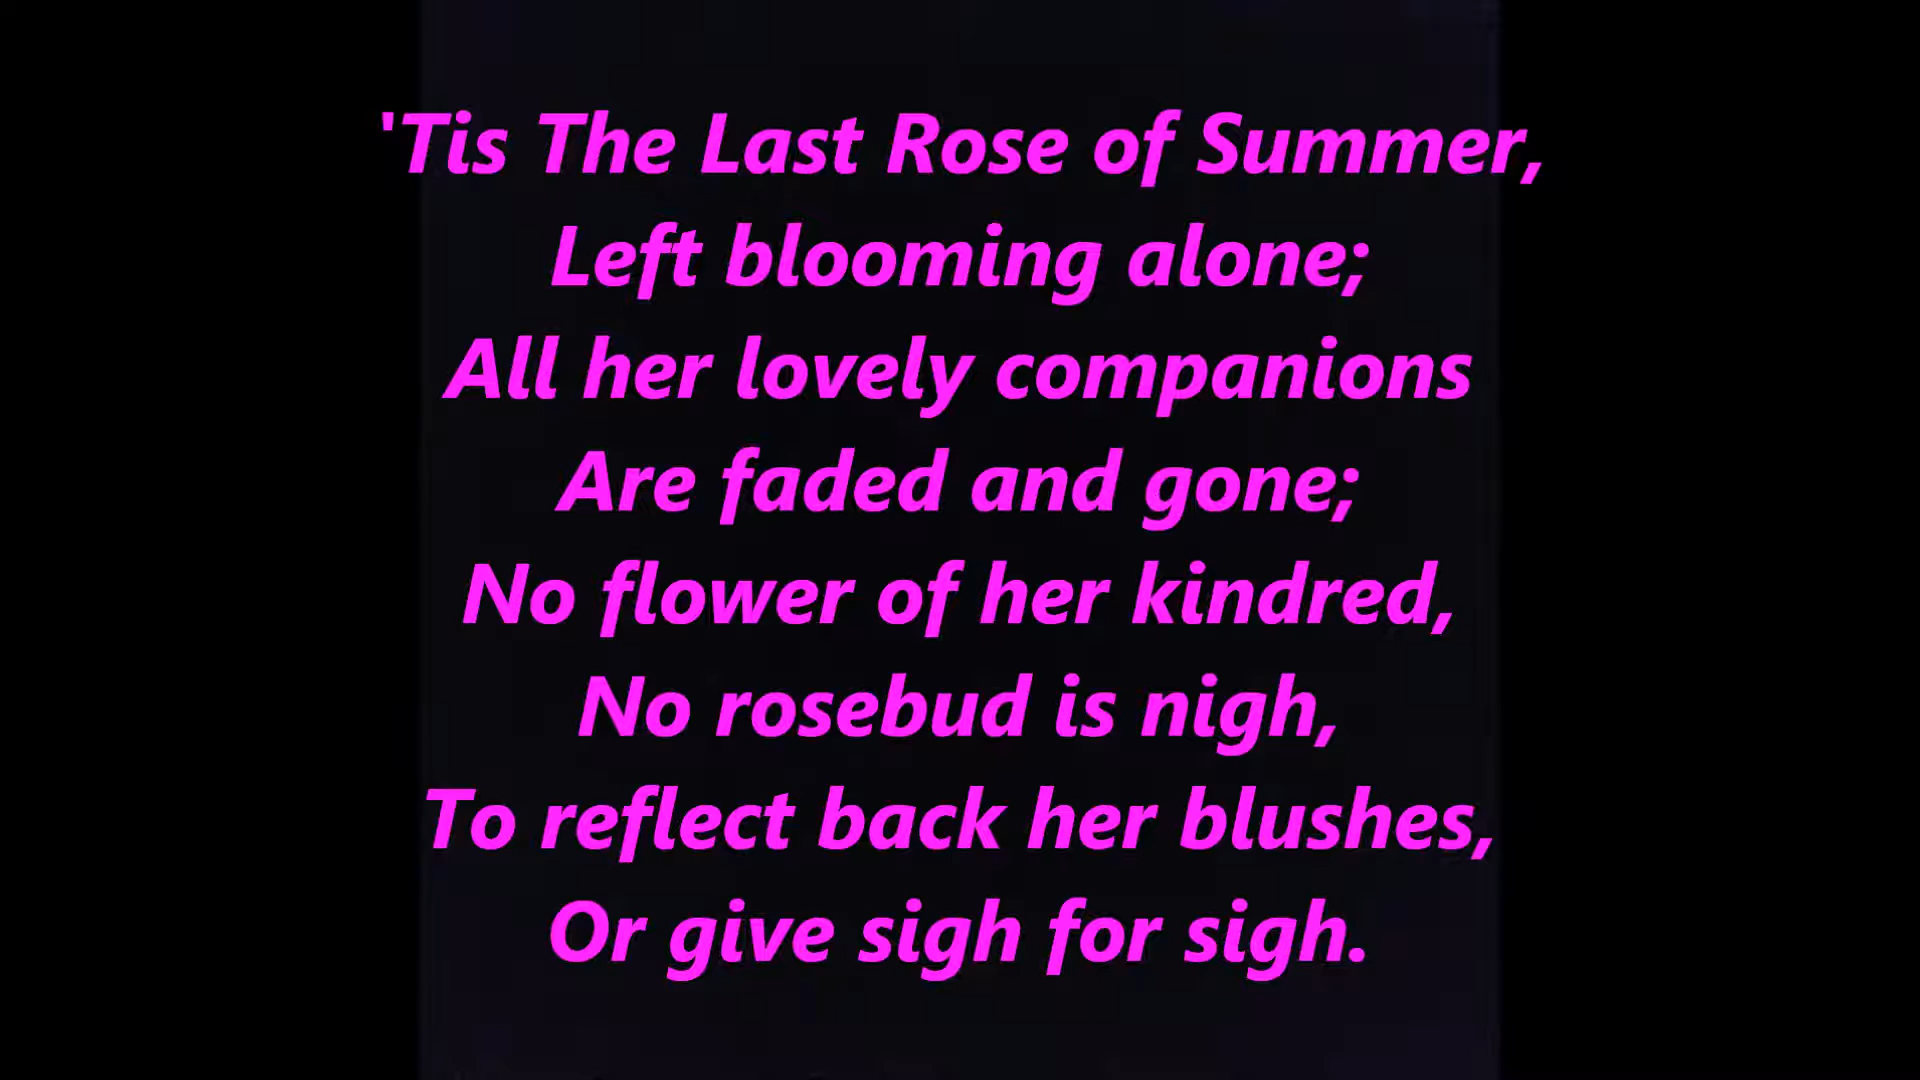 'Tis The Last Rose of Summer,
Left blooming alone;
All her lovely companions
Are faded and gone;
No flower of her kindred,
No rosebud is nigh,
To reflect back her blushes,
Or give sigh for sigh.